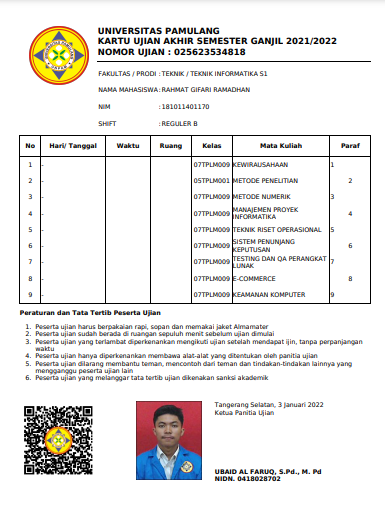 UNIVERSITAS PAMULANG
KARTU UJIAN AKHIR SEMESTER GANJIL 2021/2022
NOMOR UJIAN : 025623534818
FAKULTAS / PRODI : TEKNIK / TEKNIK INFORMATIKA S1
NAMA MAHASISWA : RAHMAT GIFARI RAMADHAN
NIM : 181011401170
SHIFT : REGULER B
No Hari/ Tanggal Waktu Ruang Kelas Mata Kuliah Paraf
1 - 07TPLM009 KEWIRAUSAHAAN 1
2 - 05TPLM001 METODE PENELITIAN 2
3 - 07TPLM009 METODE NUMERIK 3
4 - 07TPLM009 MANAJEMEN PROYEK INFORMATIKA 4
5 - 07TPLM009 TEKNIK RISET OPERASIONAL 5
6 - 07TPLM009 SISTEM PENUNJANG KEPUTUSAN 6
7 - 07TPLM009 TESTING DAN QA PERANGKAT LUNAK 7
8 - 07TPLM009 E-COMMERCE 8
9 - 07TPLM009 KEAMANAN KOMPUTER 9
Peraturan dan Tata Tertib Peserta Ujian
1. Peserta ujian harus berpakaian rapi, sopan dan memakai jaket Almamater
2. Peserta ujian sudah berada di ruangan sepuluh menit sebelum ujian dimulai
3. Peserta ujian yang terlambat diperkenankan mengikuti ujian setelah mendapat ijin, tanpa perpanjangan
waktu
4. Peserta ujian hanya diperkenankan membawa alat-alat yang ditentukan oleh panitia ujian
5. Peserta ujian dilarang membantu teman, mencontoh dari teman dan tindakan-tindakan lainnya yang
mengganggu peserta ujian lain
6. Peserta ujian yang melanggar tata tertib ujian dikenakan sanksi akademik
Tangerang Selatan, 3 Januari 2022
Ketua Panitia Ujian
UBAID AL FARUQ, S.Pd., M. Pd
NIDN. 0418028702